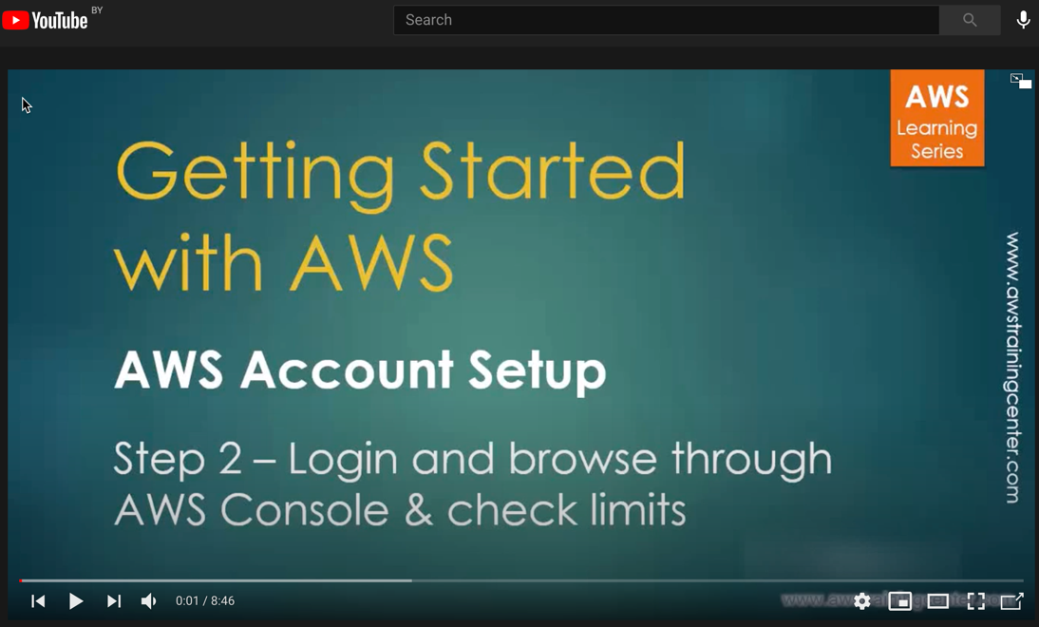 YouTube BY
Search
AWS
Learning
Series
Getting Started
with AWS
AWS Account Setup
Step 2 – Login and browse through
AWS Console & check limits
www.awstrainingcenter.com
0:01 / 8:46